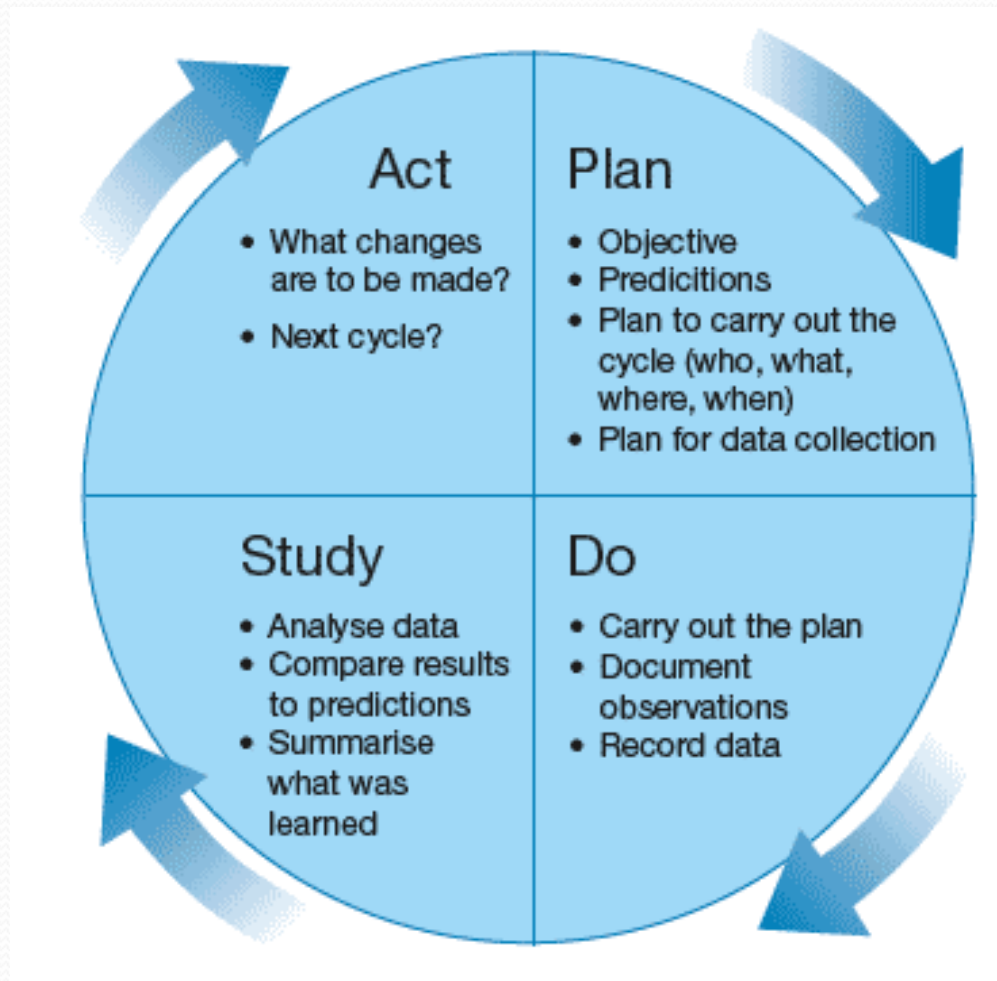 Act
• What changes
are to be made?
• Next cycle?
Plan
• Objective
• Predicitions
• Plan to carry out the
cycle (who, what,
where, when)
• Plan for data collection
Study
• Analyse data
• Compare results
to predictions
• Summarise
what was
learned
Do
• Carry out the plan
• Document
observations
• Record data